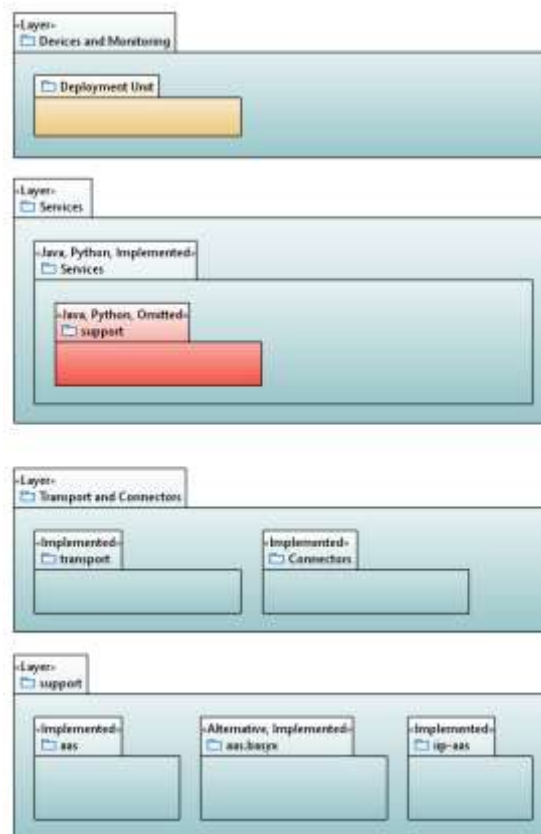 «Layer»
Devices and Monitoring
Deployment Unit
«Layer»
Services
«Java, Python, Implemented»
Services
«Java, Python, Omitted»
support
«Layer»
Transport and Connectors
«Implemented»
transport
«Implemented»
Connectors
«Layer»
support
«Implemented»
aas
«Alternative, Implemented»
aas.basyx
«Implemented»
iip-aas